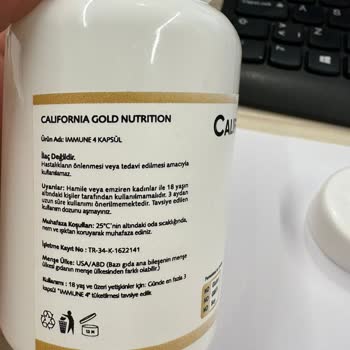 CALIFORNIA GOLD NUTRITION
Ürün Adı: IMMUNE 4 KAPSÜL
İlaç Değildir.
Hastalıkların önlenmesi veya tedavi edilmesi amacıyla
kullanılamaz.
Uyarılar: Hamile veya emziren kadınlar ile 18 yaşın
altındaki kişiler tarafından kullanılmamalıdır. 3 aydan
uzun süre kulanımı önerilmemektedir. Tavsiye edilen
kullanım dozunu aşmayınız.
Muhafaza Koşulları: 25°C'nin altındaki oda sıcaklığında,
nem ve ışıktan koruyarak muhafaza ediniz.
İşletme Kayıt No : TR-34-K-1622141
Menşe Ülke: USA/ABD (Bazı gıda ana bileşenin menşe
ülkesi gıdanın menşe ülkesinden farklı olabilir.)
Kullanımı : 18 yaş ve üzeri yetişkinler için: Günde en fazla 3
kapsül "IMMUNE 4" tüketilmesi tavsiye edilir.
CALIF